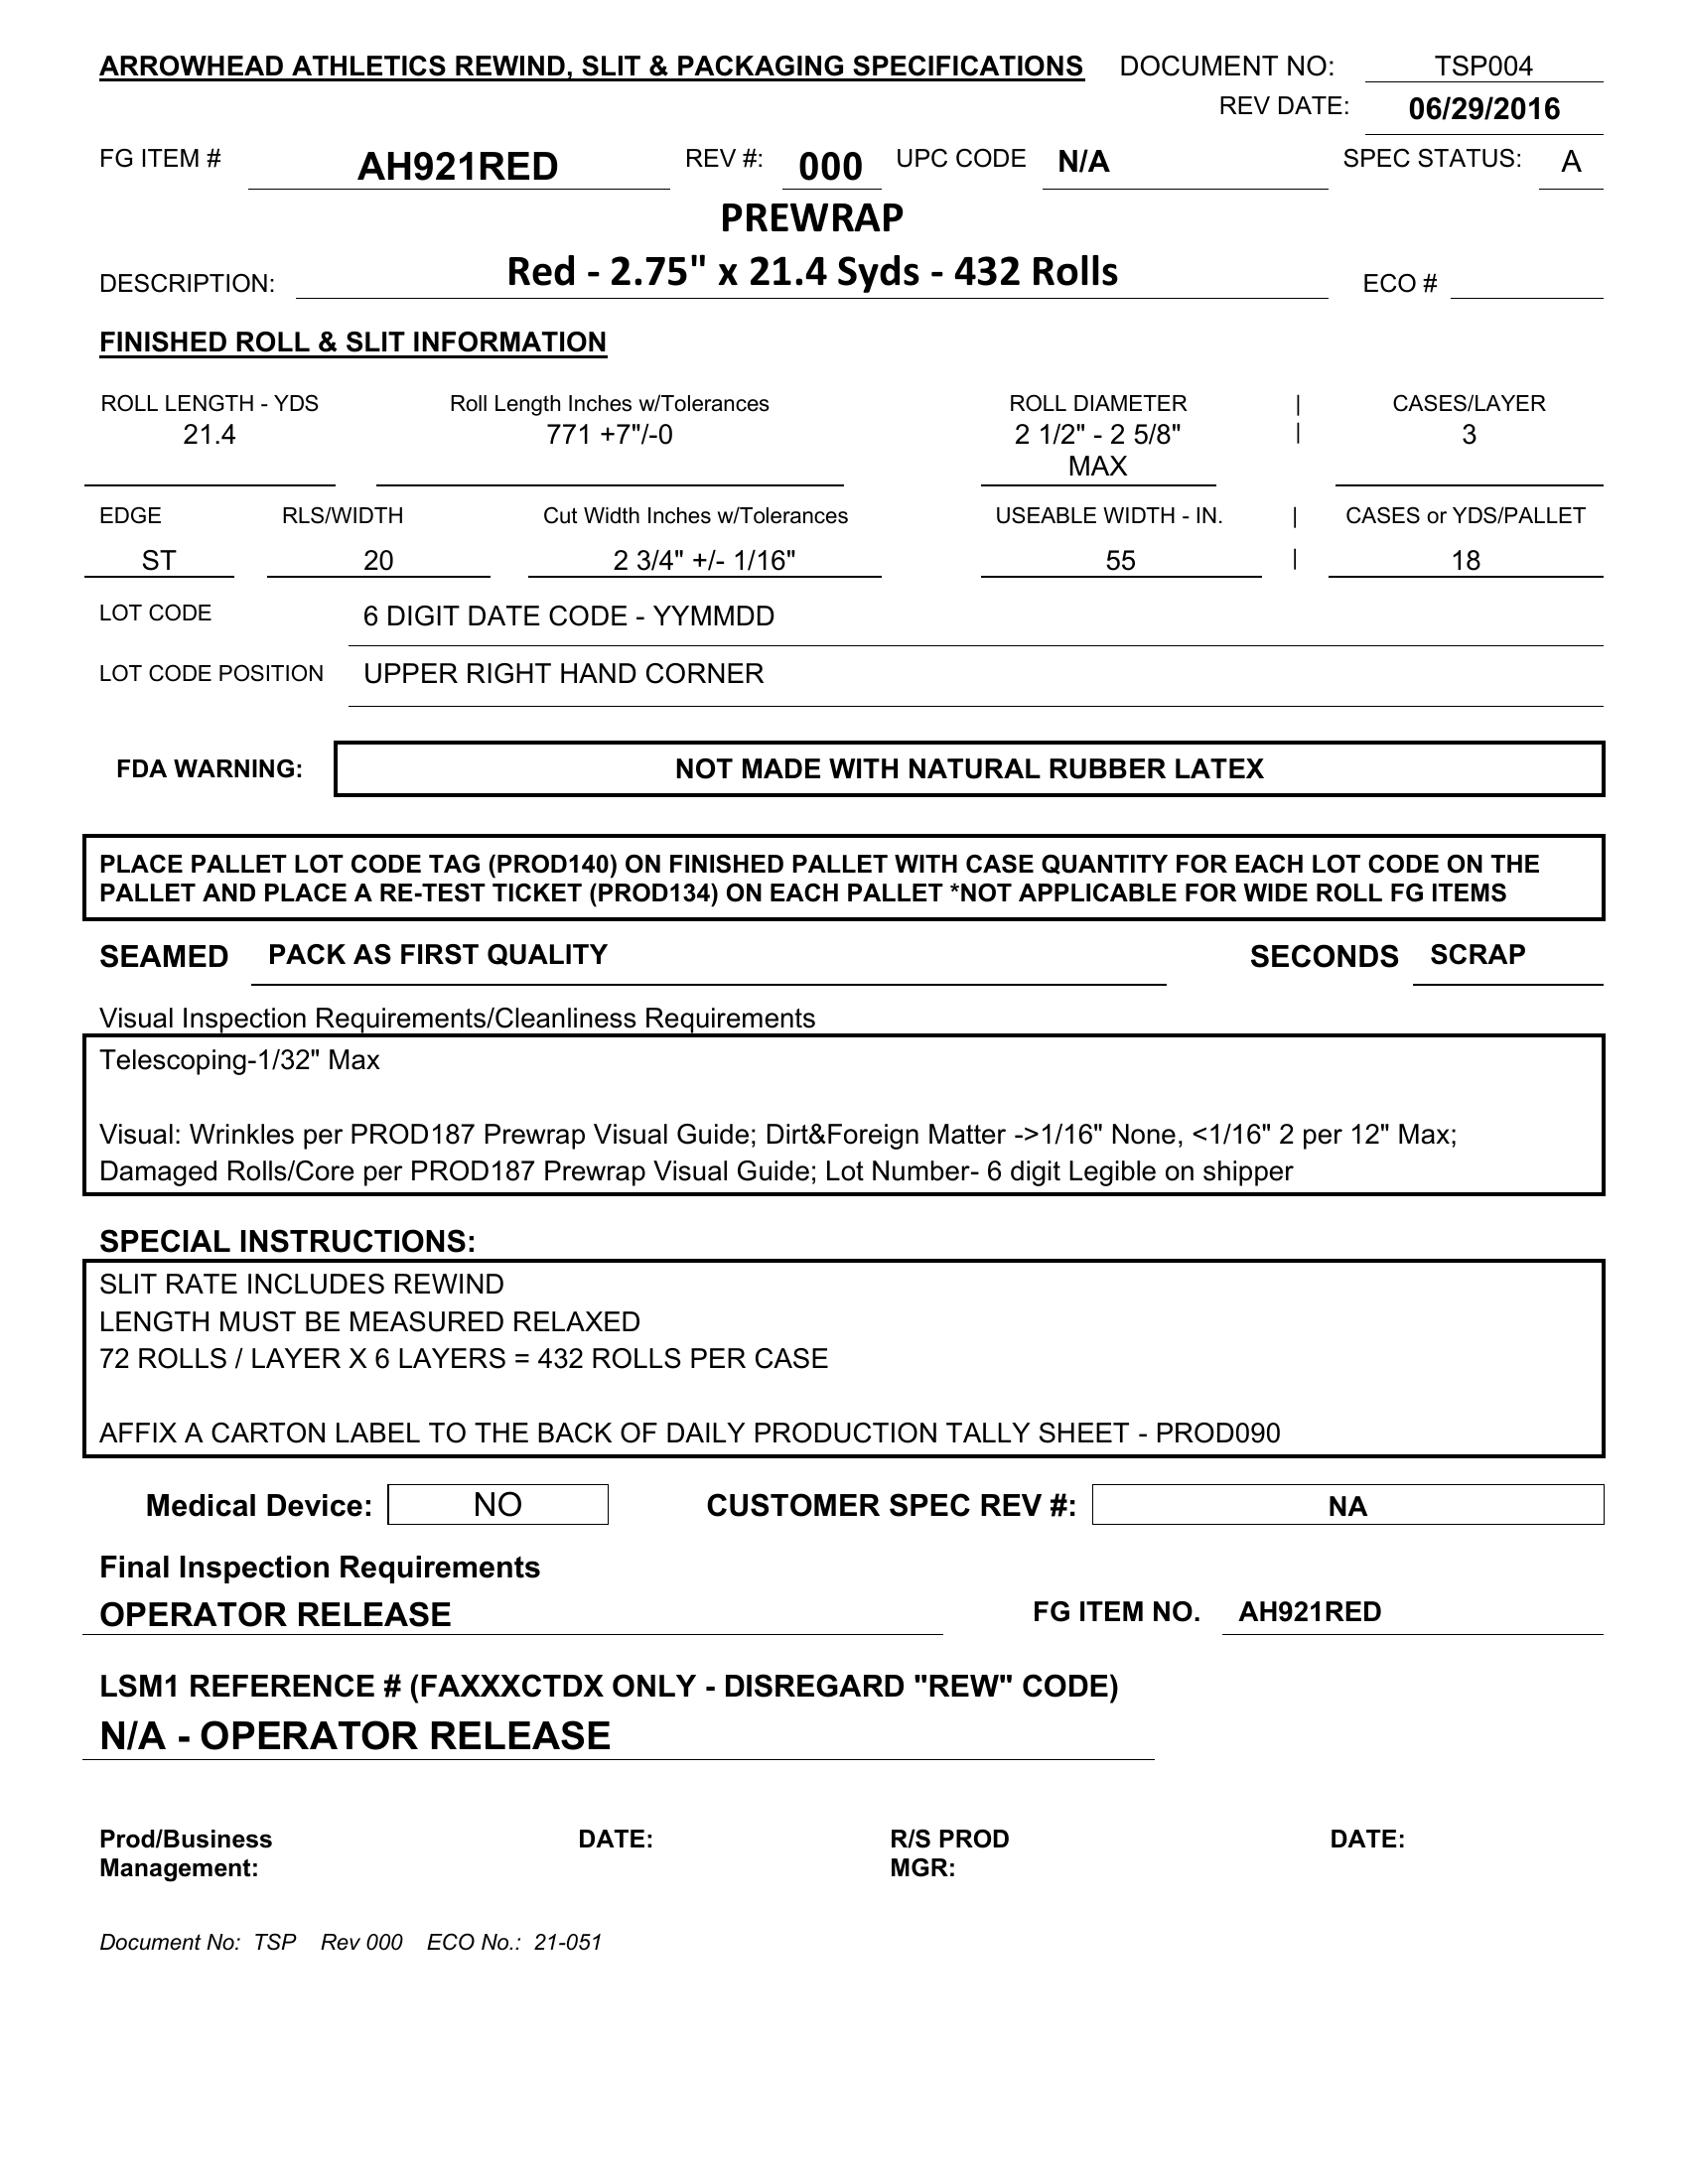 ARROWHEAD ATHLETICS REWIND, SLIT & PACKAGING SPECIFICATIONS DOCUMENT NO: TSP004
REV DATE: 06/29/2016
FG ITEM # AH921RED REV #: 000 UPC CODE N/A SPEC STATUS: A
PREWRAP
DESCRIPTION: Red - 2.75" x 21.4 Syds - 432 Rolls ECO #
FINISHED ROLL & SLIT INFORMATION
ROLL LENGTH - YDS Roll Length Inches w/Tolerances ROLL DIAMETER | CASES/LAYER
21.4 771 +7"/-0 2 1/2" - 2 5/8" | 3
MAX
EDGE RLS/WIDTH Cut Width Inches w/Tolerances USEABLE WIDTH - IN. | CASES or YDS/PALLET
ST 20 2 3/4" +/- 1/16" 55 | 18
LOT CODE 6 DIGIT DATE CODE - YYMMDD
LOT CODE POSITION UPPER RIGHT HAND CORNER
FDA WARNING: NOT MADE WITH NATURAL RUBBER LATEX
PLACE PALLET LOT CODE TAG (PROD140) ON FINISHED PALLET WITH CASE QUANTITY FOR EACH LOT CODE ON THE
PALLET AND PLACE A RE-TEST TICKET (PROD134) ON EACH PALLET *NOT APPLICABLE FOR WIDE ROLL FG ITEMS
SEAMED PACK AS FIRST QUALITY SECONDS SCRAP
Visual Inspection Requirements/Cleanliness Requirements
Telescoping-1/32" Max
Visual: Wrinkles per PROD187 Prewrap Visual Guide; Dirt&Foreign Matter ->1/16" None, <1/16" 2 per 12" Max;
Damaged Rolls/Core per PROD187 Prewrap Visual Guide; Lot Number- 6 digit Legible on shipper
SPECIAL INSTRUCTIONS:
SLIT RATE INCLUDES REWIND
LENGTH MUST BE MEASURED RELAXED
72 ROLLS / LAYER X 6 LAYERS = 432 ROLLS PER CASE
AFFIX A CARTON LABEL TO THE BACK OF DAILY PRODUCTION TALLY SHEET - PROD090
Medical Device: NO CUSTOMER SPEC REV #: NA
Final Inspection Requirements
OPERATOR RELEASE FG ITEM NO. AH921RED
LSM1 REFERENCE # (FAXXXCTDX ONLY - DISREGARD "REW" CODE)
N/A - OPERATOR RELEASE
Prod/Business DATE: R/S PROD DATE:
Management: MGR:
Document No: TSP Rev 000 ECO No.: 21-051